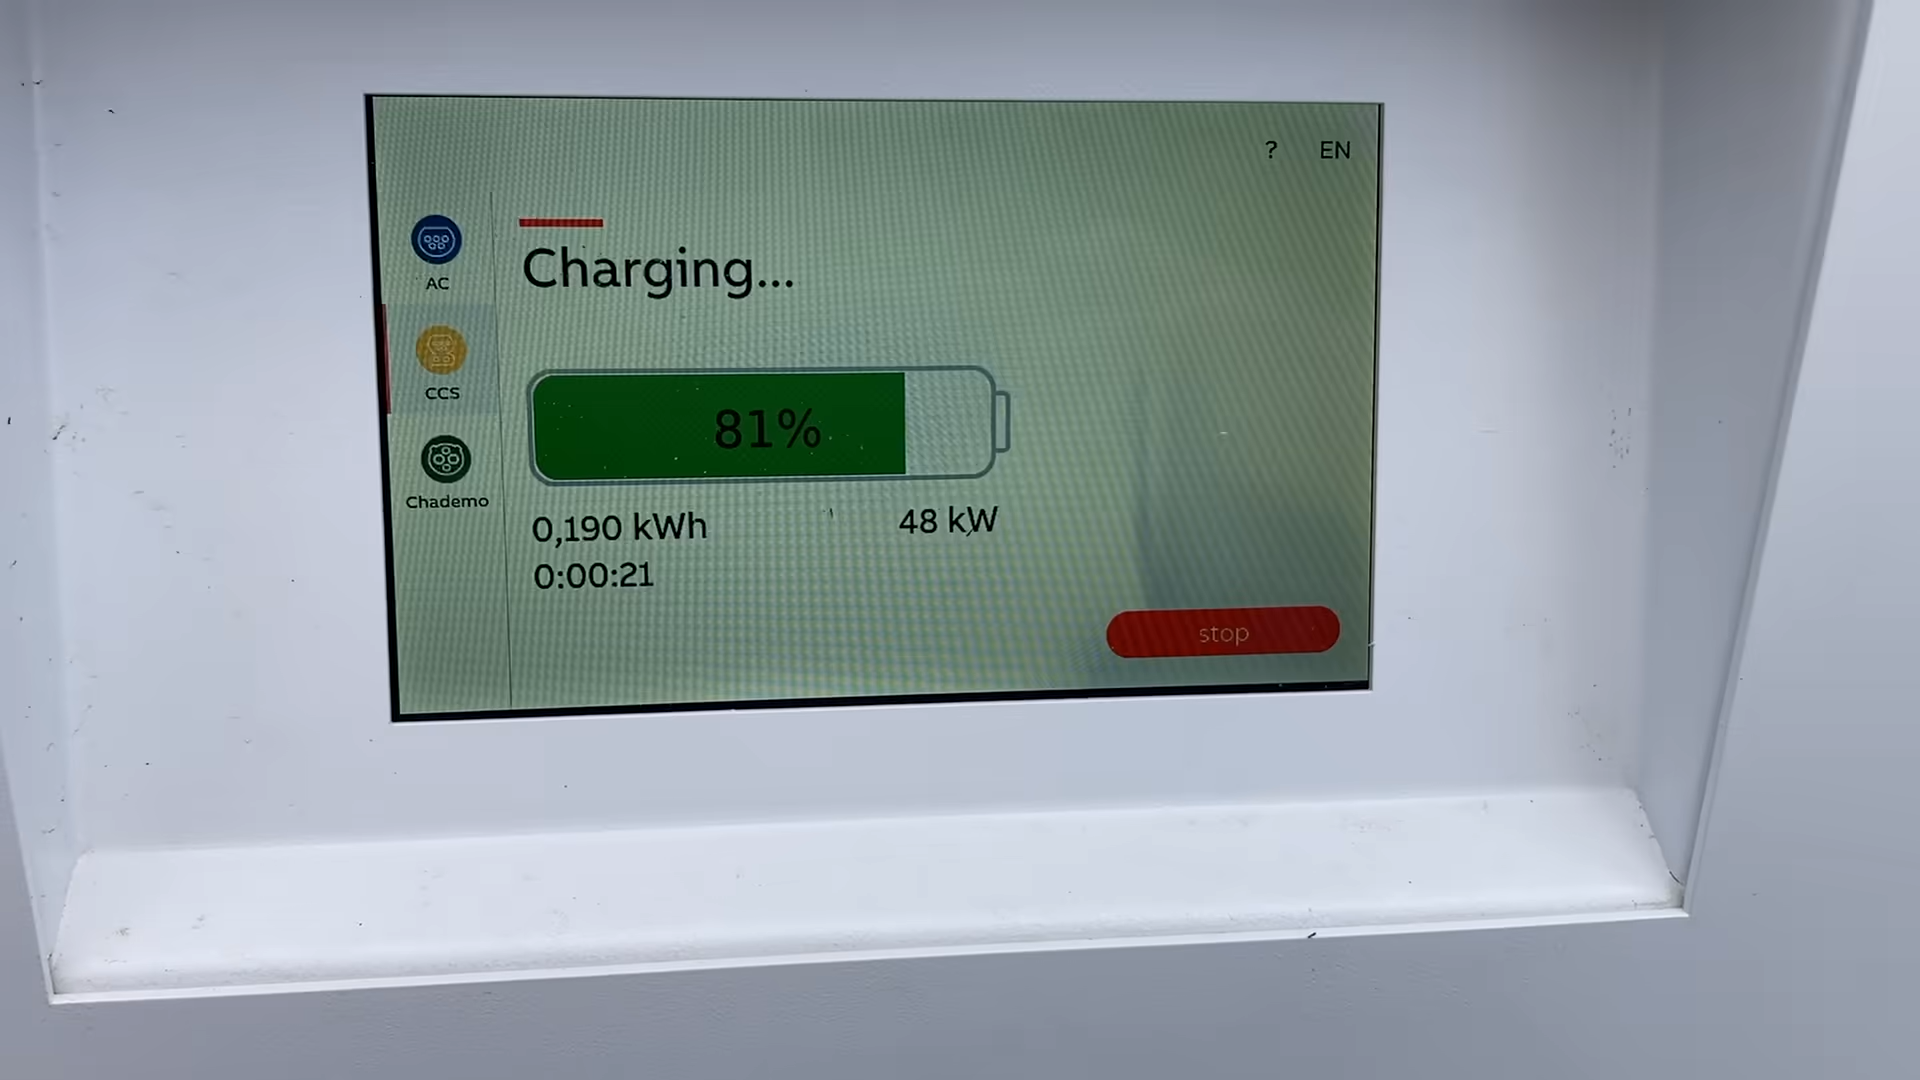 ? EN
AC
CCS
Chademo
Charging...
81%
0,190 kWh
48 kW
0:00:21
stop